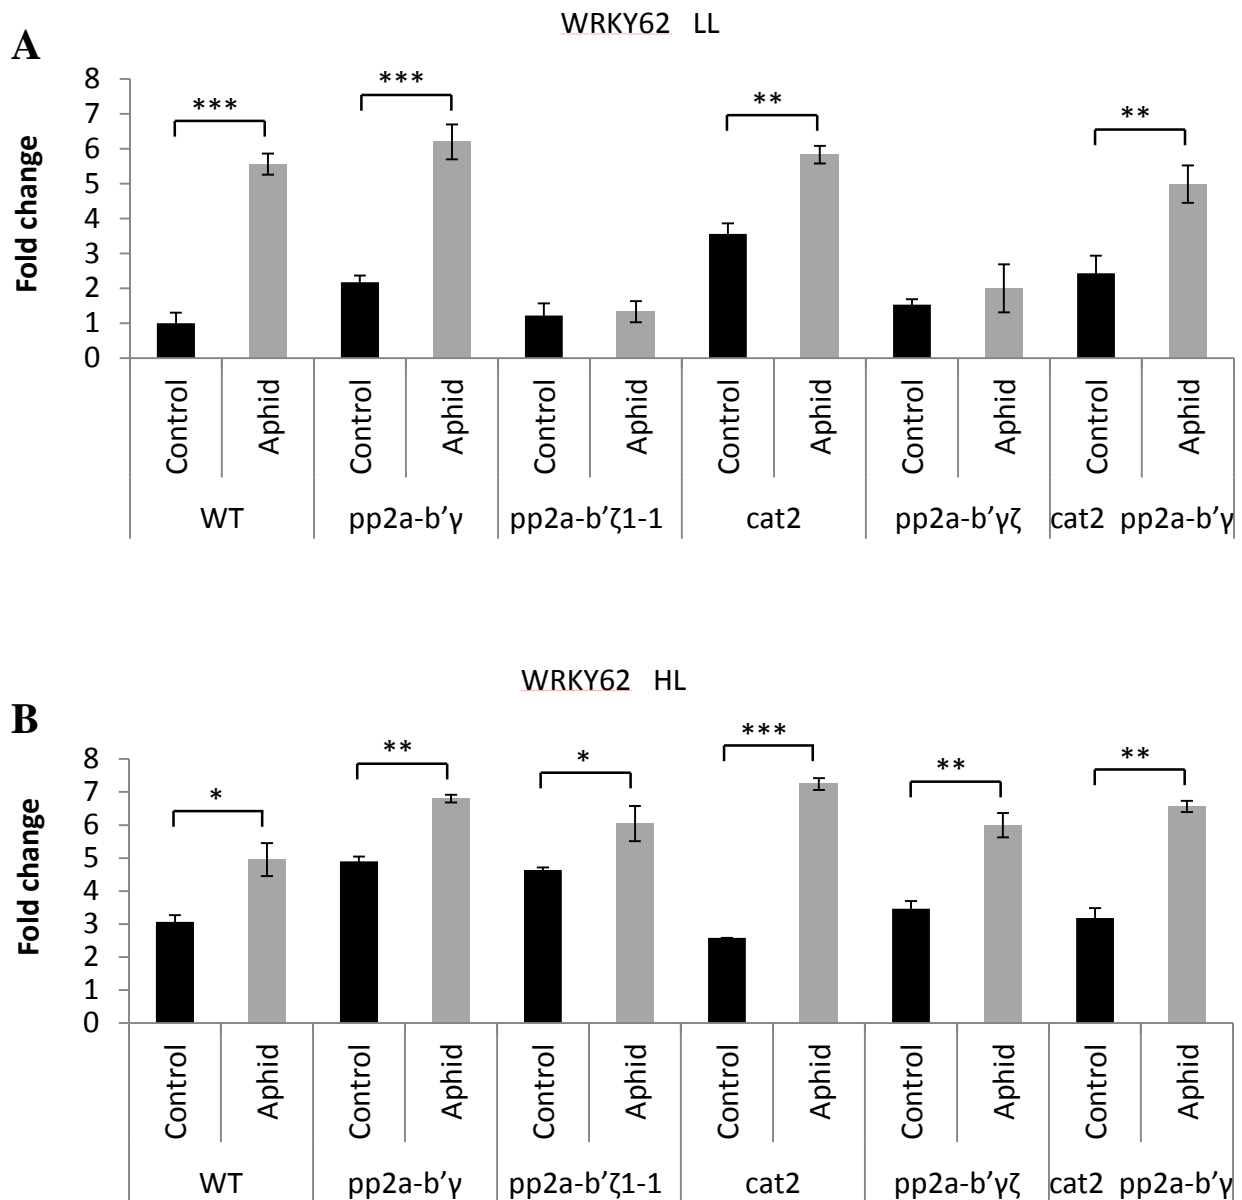 WRKY62 LL
A
*** *** ** **
Fold change
8
7
6
5
4
3
2
1
0
Control Aphid Control Aphid Control Aphid Control Aphid Control Aphid Control Aphid
WT pp2a-b’γ pp2a-b’ζ1-1 cat2 pp2a-b’γζ cat2 pp2a-b’γ
WRKY62 HL
B
* ** * *** ** **
Fold change
8
7
6
5
4
3
2
1
0
Control Aphid Control Aphid Control Aphid Control Aphid Control Aphid Control Aphid
WT pp2a-b’γ pp2a-b’ζ1-1 cat2 pp2a-b’γζ cat2 pp2a-b’γ